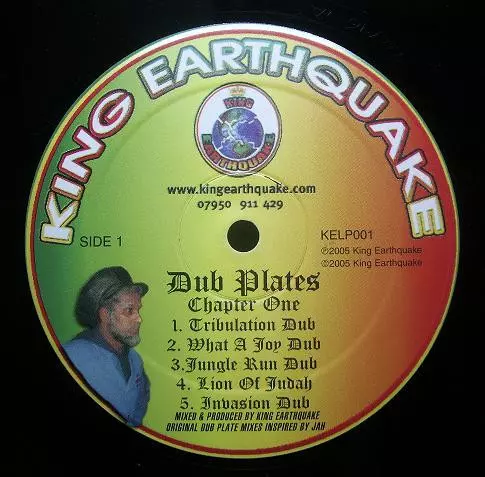 KING EARTHQUAKE
KING
EARTHQUAKE
www.kingearthquake.com
07950 911 429
SIDE 1
KELP001
℗2005 King Earthquake
©2005 King Earthquake
Dub Plates
Chapter One
1. Tribulation Dub
2. What A Joy Dub
3.Jungle Run Dub
4. Lion Of Judah
5. Invasion Dub
MIXED & PRODUCED BY KING EARTHQUAKE
ORIGINAL DUB PLATE MIXES INSPIRED BY JAH